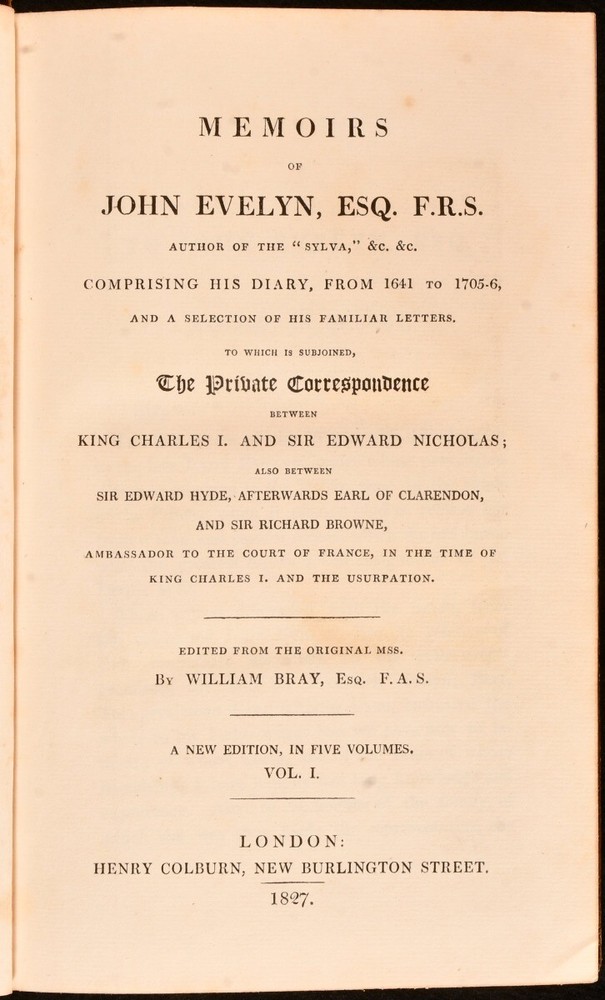 MEMOIRS
OF
JOHN EVELYN, ESQ. F.R.S.
AUTHOR OF THE “SYLVA,” &C. &C.
COMPRISING HIS DIARY, FROM 1641 TO 1705-6,
AND A SELECTION OF HIS FAMILIAR LETTERS.
TO WHICH IS SUBJOINED,
The Private Correspondence
BETWEEN
KING CHARLES I. AND SIR EDWARD NICHOLAS;
ALSO BETWEEN
SIR EDWARD HYDE, AFTERWARDS EARL OF CLARENDON,
AND SIR RICHARD BROWNE,
AMBASSADOR TO THE COURT OF FRANCE, IN THE TIME OF
KING CHARLES I. AND THE USURPATION.
EDITED FROM THE ORIGINAL MSS.
BY WILLIAM BRAY, ESQ. F.A.S.
A NEW EDITION, IN FIVE VOLUMES.
VOL. I.
LONDON:
HENRY COLBURN, NEW BURLINGTON STREET.
1827.